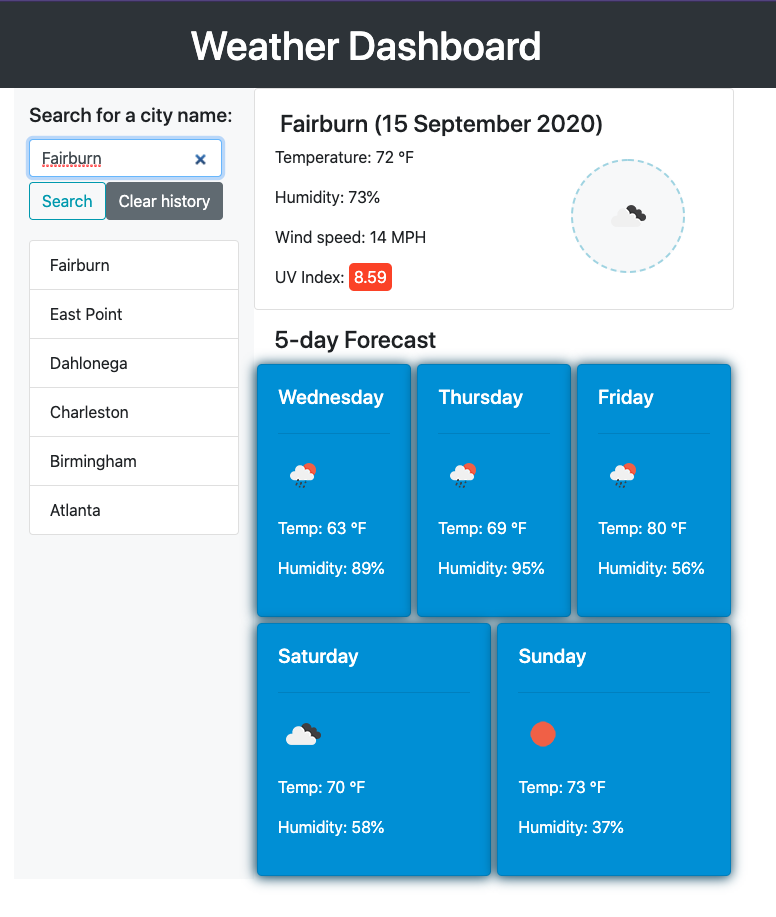 Weather Dashboard
Search for a city name:
Fairburn
Search
Clear history
Fairburn
East Point
Dahlonega
Charleston
Birmingham
Atlanta
Fairburn (15 September 2020)
Temperature: 72 °F
Humidity: 73%
Wind speed: 14 MPH
UV Index: 8.59
5-day Forecast
Wednesday
Temp: 63 °F
Humidity: 89%
Thursday
Temp: 69 °F
Humidity: 95%
Friday
Temp: 80 °F
Humidity: 56%
Saturday
Temp: 70 °F
Humidity: 58%
Sunday
Temp: 73 °F
Humidity: 37%